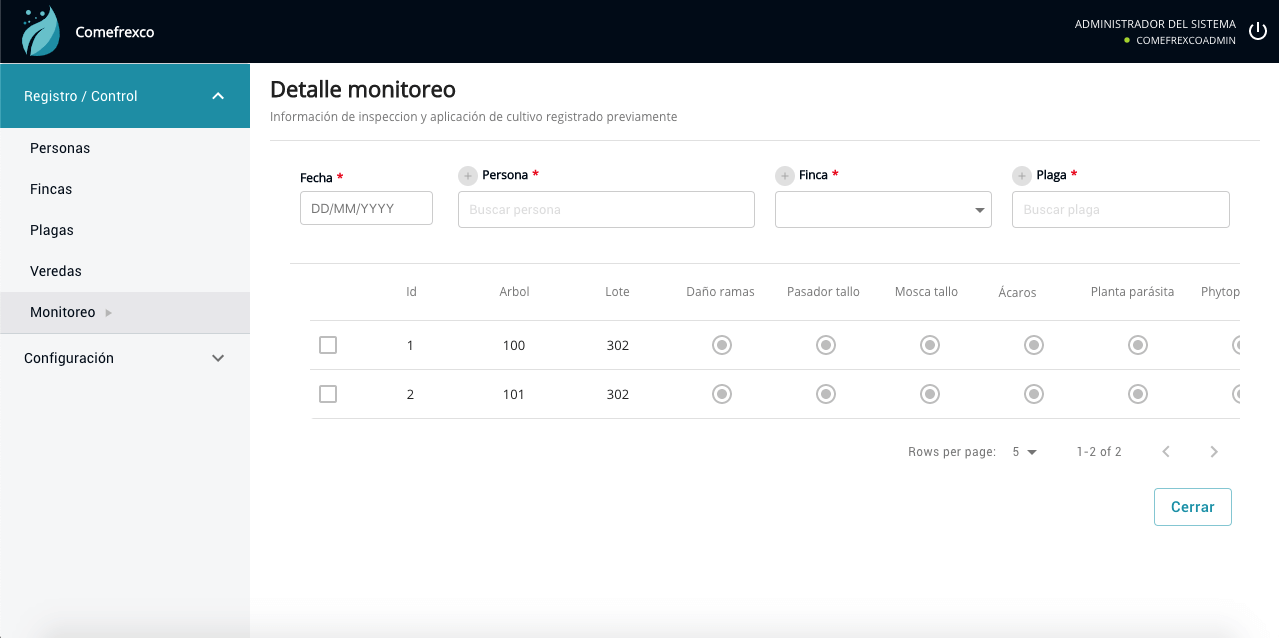 Comefrexco
ADMINISTRADOR DEL SISTEMA
COMEFREXCOADMIN
Registro / Control
Personas
Fincas
Plagas
Veredas
Monitoreo
Configuración
Detalle monitoreo
Información de inspeccion y aplicación de cultivo registrado previamente
Fecha * Persona * Finca * Plaga *
DD/MM/YYYY Buscar persona Buscar plaga
Id Arbol Lote Daño ramas Pasador tallo Mosca tallo Ácaros Planta parásita Phytop
1 100 302
2 101 302
Rows per page: 5 1-2 of 2
Cerrar